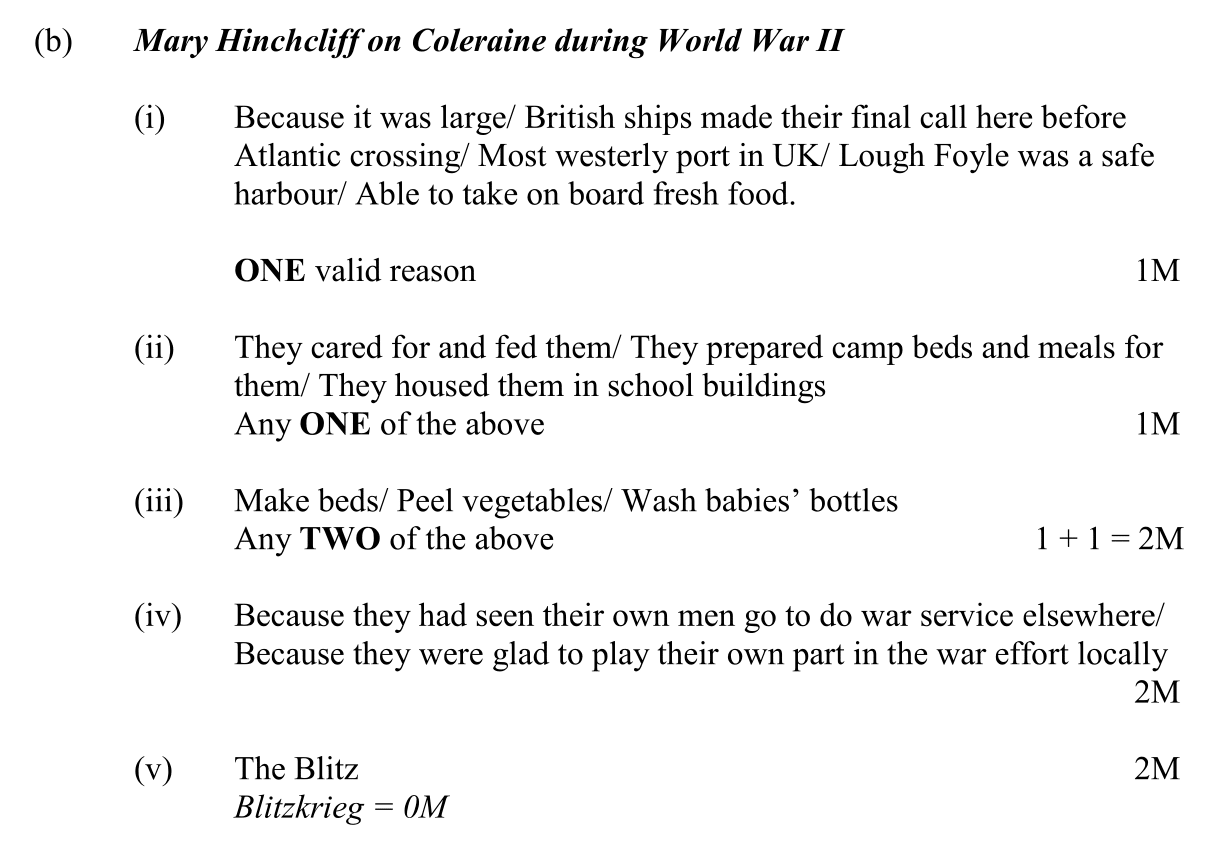 (b) Mary Hinchcliff on Coleraine during World War II
(i) Because it was large/ British ships made their final call here before
Atlantic crossing/ Most westerly port in UK/ Lough Foyle was a safe
harbour/ Able to take on board fresh food.
ONE valid reason 1M
(ii) They cared for and fed them/ They prepared camp beds and meals for
them/ They housed them in school buildings
Any ONE of the above 1M
(iii) Make beds/ Peel vegetables/ Wash babies’ bottles
Any TWO of the above 1 + 1 = 2M
(iv) Because they had seen their own men go to do war service elsewhere/
Because they were glad to play their own part in the war effort locally
2M
(v) The Blitz 2M
Blitzkrieg = 0M